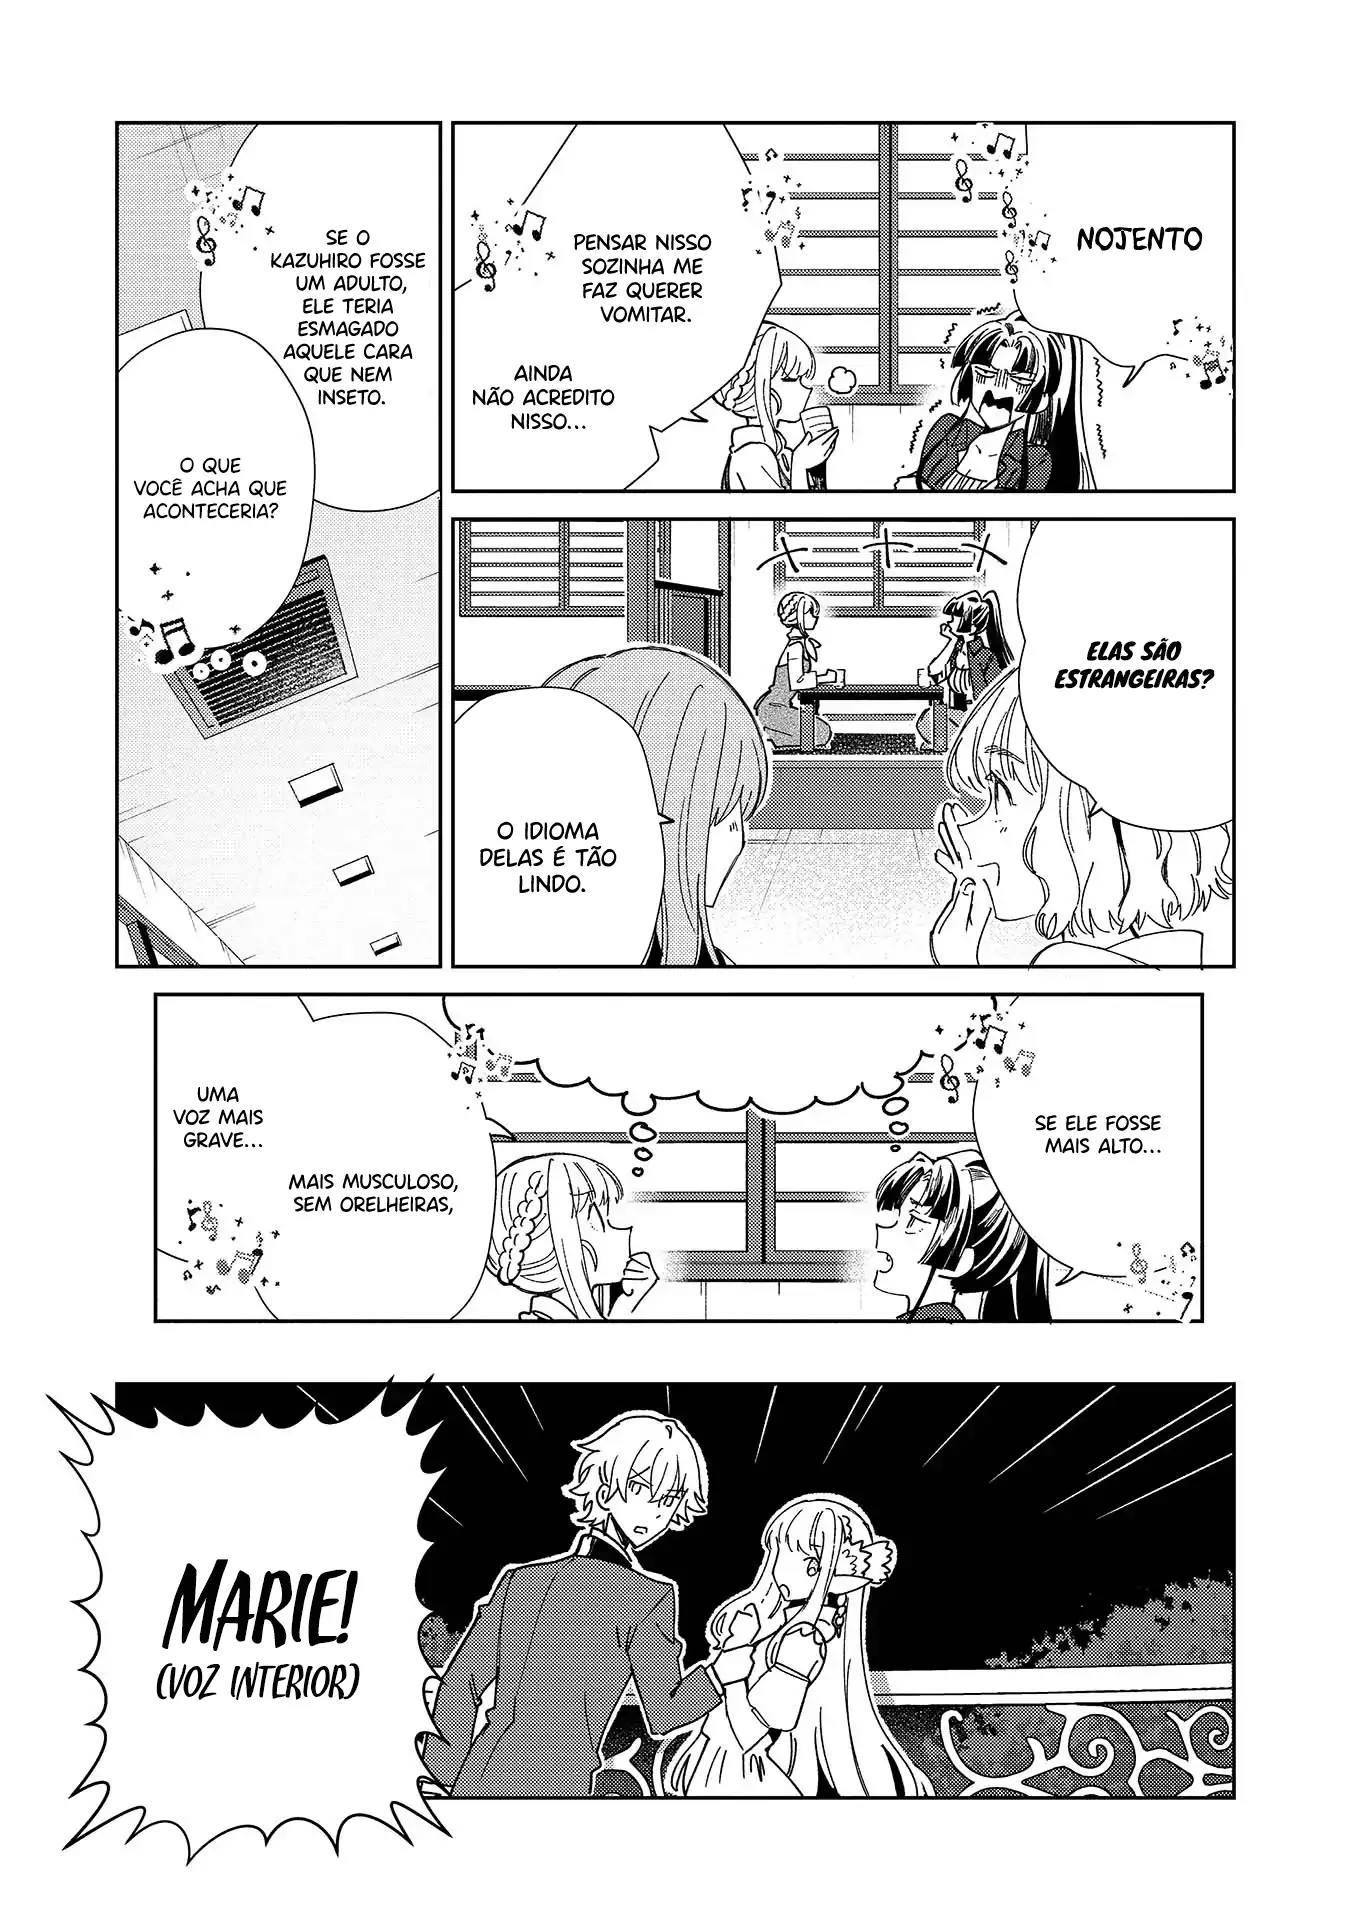 NOJENTO
PENSAR NISSO
SOZINHA ME
FAZ QUERER
VOMITAR.
AINDA
NÃO ACREDITO
NISSO...
ELAS SÃO
ESTRANGEIRAS?
O IDIOMA
DELAS É TÃO
LINDO.
SE O
KAZUHIRO FOSSE
UM ADULTO,
ELE TERIA
ESMAGADO
AQUELE CARA
QUE NEM
INSETO.
O QUE
VOCÊ ACHA QUE
ACONTECERIA?
SE ELE FOSSE
MAIS ALTO...
MAIS MUSCULOSO,
SEM ORELHEIRAS,
UMA
VOZ MAIS
GRAVE...
MARIE!
(VOZ INTERIOR)